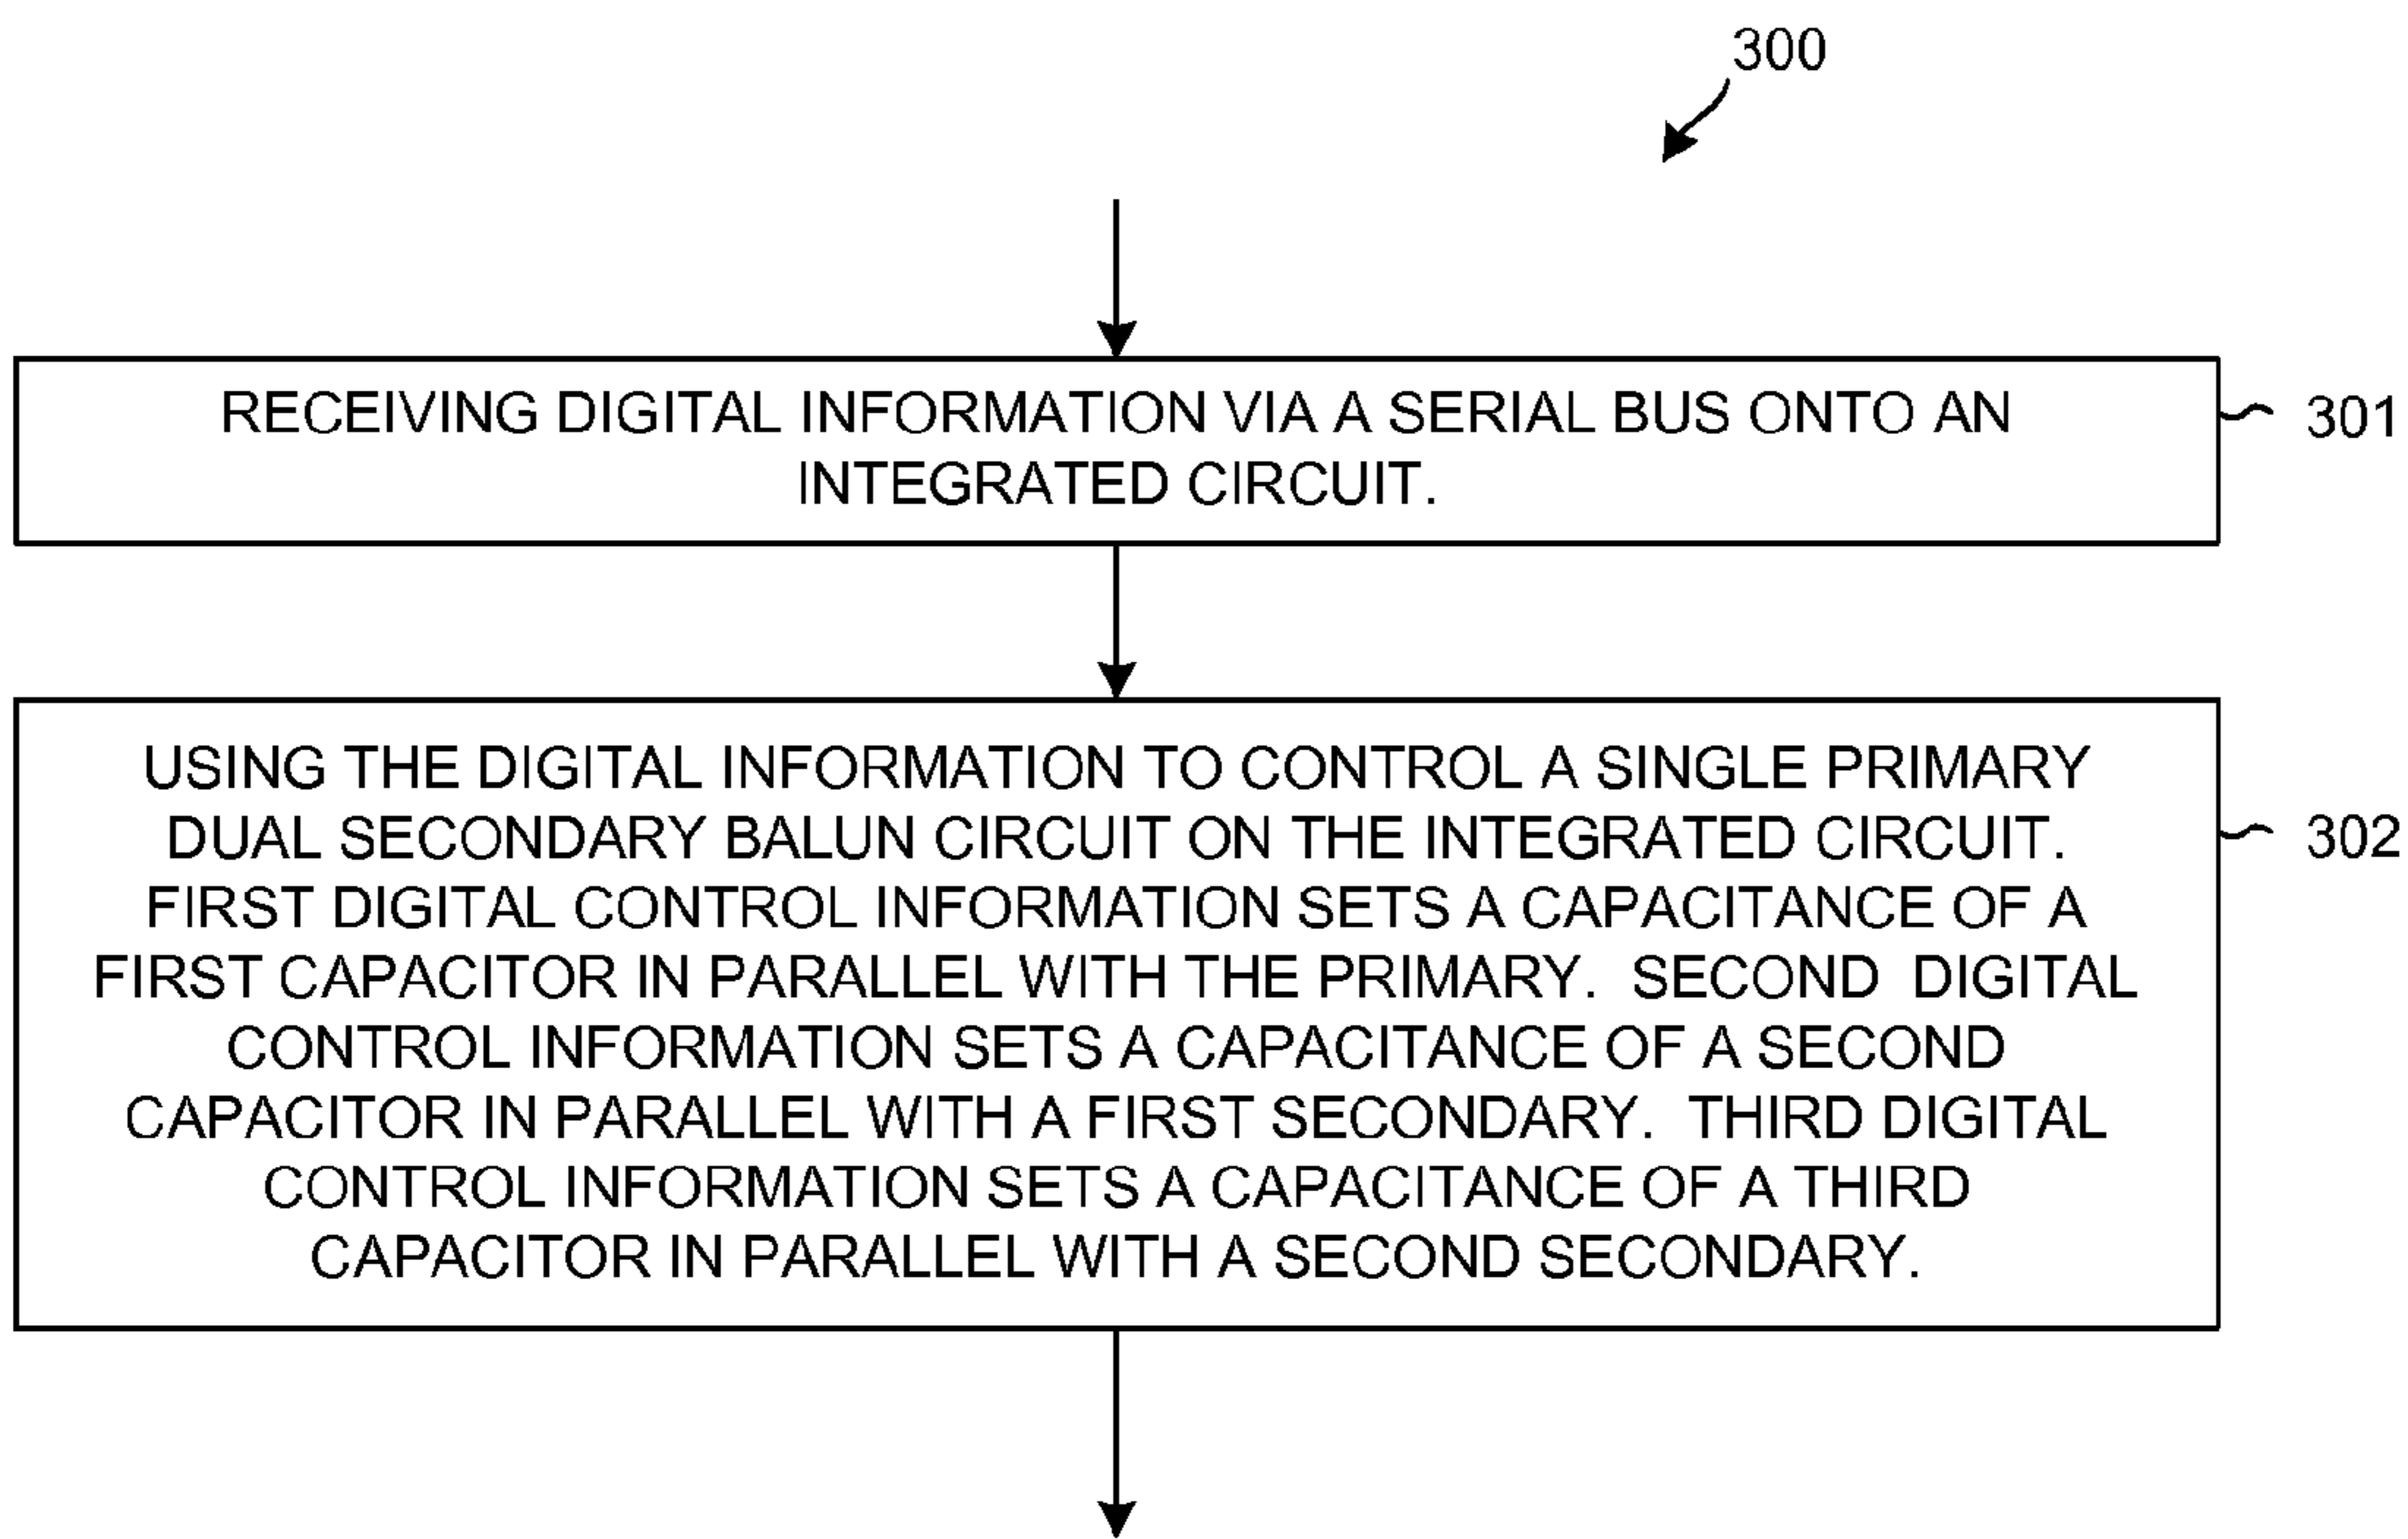 300
RECEIVING DIGITAL INFORMATION VIA A SERIAL BUS ONTO AN
INTEGRATED CIRCUIT.
301
USING THE DIGITAL INFORMATION TO CONTROL A SINGLE PRIMARY
DUAL SECONDARY BALUN CIRCUIT ON THE INTEGRATED CIRCUIT.
FIRST DIGITAL CONTROL INFORMATION SETS A CAPACITANCE OF A
FIRST CAPACITOR IN PARALLEL WITH THE PRIMARY. SECOND DIGITAL
CONTROL INFORMATION SETS A CAPACITANCE OF A SECOND
CAPACITOR IN PARALLEL WITH A FIRST SECONDARY. THIRD DIGITAL
CONTROL INFORMATION SETS A CAPACITANCE OF A THIRD
CAPACITOR IN PARALLEL WITH A SECOND SECONDARY.
302